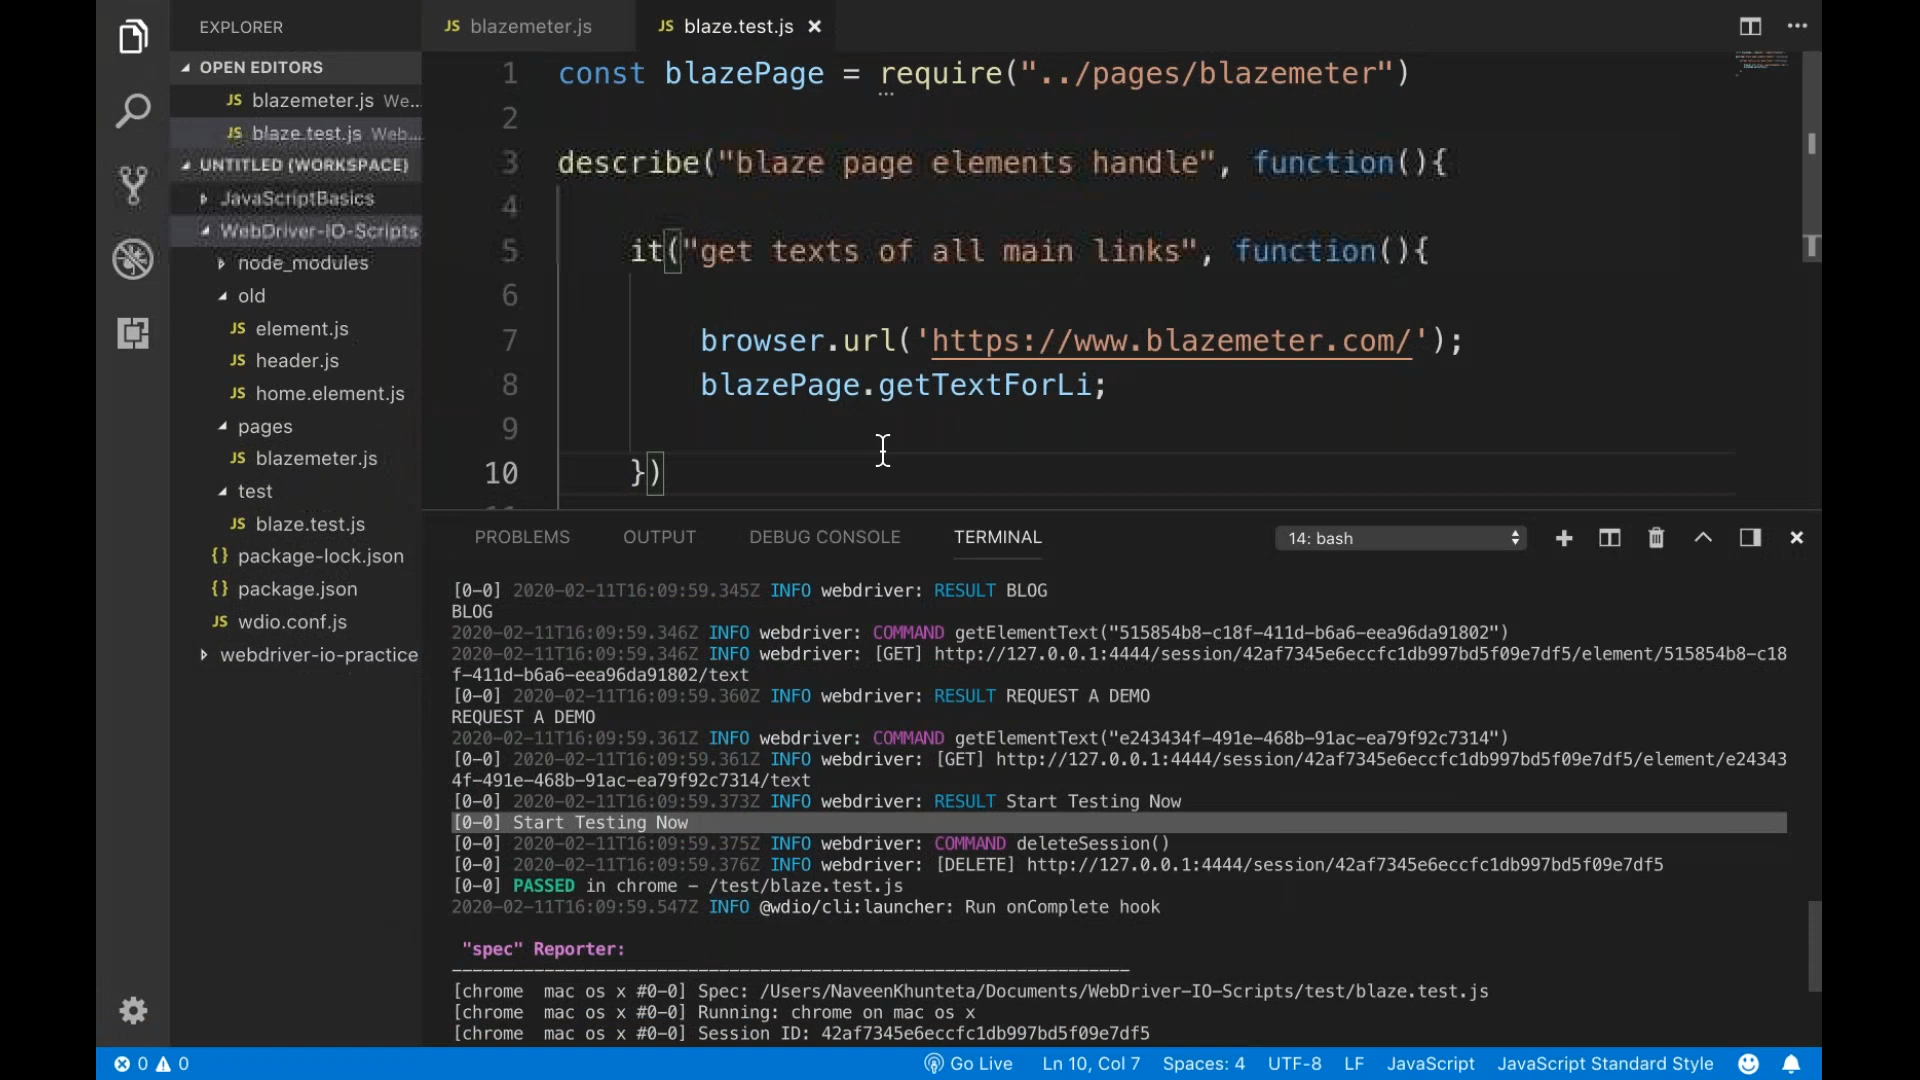 EXPLORER
JS blazemeter.js
JS blaze.test.js
OPEN EDITORS
JS blazemeter.js We...
JS blaze.test.js Web...
UNTITLED (WORKSPACE)
JavaScriptBasics
WebDriver-IO-Scripts
node_modules
old
JS element.js
JS header.js
JS home.element.js
pages
JS blazemeter.js
test
JS blaze.test.js
{} package-lock.json
{} package.json
JS wdio.conf.js
webdriver-io-practice
1 const blazePage = require("../pages/blazemeter")
2
3 describe("blaze page elements handle", function(){
4
5 it("get texts of all main links", function(){
6
7 browser.url('https://www.blazemeter.com/');
8 blazePage.getTextForLi;
9
10 })
PROBLEMS OUTPUT DEBUG CONSOLE TERMINAL 14: bash
[0-0] 2020-02-11T16:09:59.345Z INFO webdriver: RESULT BLOG
BLOG
2020-02-11T16:09:59.346Z INFO webdriver: COMMAND getElementText("515854b8-c18f-411d-b6a6-eea96da91802")
2020-02-11T16:09:59.346Z INFO webdriver: [GET] http://127.0.0.1:4444/session/42af7345e6eccfc1db997bd5f09e7df5/element/515854b8-c18
f-411d-b6a6-eea96da91802/text
[0-0] 2020-02-11T16:09:59.360Z INFO webdriver: RESULT REQUEST A DEMO
REQUEST A DEMO
2020-02-11T16:09:59.361Z INFO webdriver: COMMAND getElementText("e243434f-491e-468b-91ac-ea79f92c7314")
[0-0] 2020-02-11T16:09:59.361Z INFO webdriver: [GET] http://127.0.0.1:4444/session/42af7345e6eccfc1db997bd5f09e7df5/element/e24343
4f-491e-468b-91ac-ea79f92c7314/text
[0-0] 2020-02-11T16:09:59.373Z INFO webdriver: RESULT Start Testing Now
[0-0] Start Testing Now
[0-0] 2020-02-11T16:09:59.375Z INFO webdriver: COMMAND deleteSession()
[0-0] 2020-02-11T16:09:59.376Z INFO webdriver: [DELETE] http://127.0.0.1:4444/session/42af7345e6eccfc1db997bd5f09e7df5
[0-0] PASSED in chrome - /test/blaze.test.js
2020-02-11T16:09:59.547Z INFO @wdio/cli:launcher: Run onComplete hook
"spec" Reporter:
------------------------------------------------------------------
[chrome mac os x #0-0] Spec: /Users/NaveenKhunteta/Documents/WebDriver-IO-Scripts/test/blaze.test.js
[chrome mac os x #0-0] Running: chrome on mac os x
[chrome mac os x #0-0] Session ID: 42af7345e6eccfc1db997bd5f09e7df5
0 0 Go Live Ln 10, Col 7 Spaces: 4 UTF-8 LF JavaScript JavaScript Standard Style